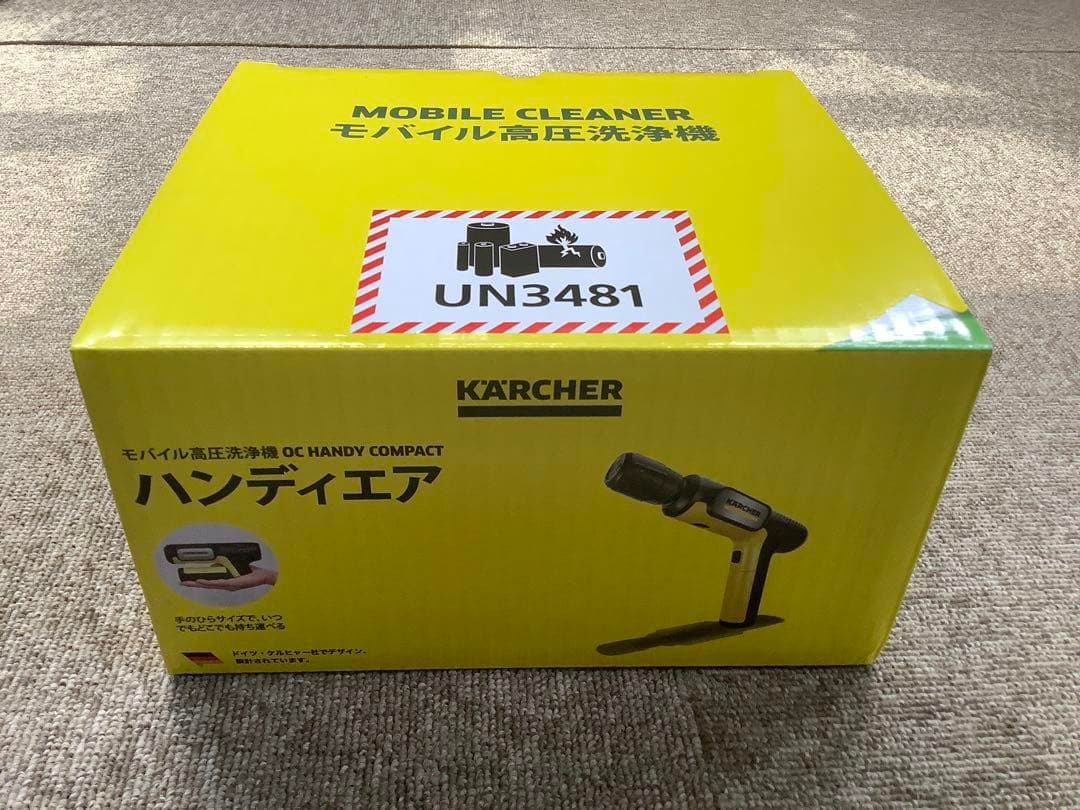 MOBILE CLEANER
モバイル高圧洗浄機
UN3481
KÄRCHER
モバイル高圧洗浄機 OC HANDY COMPACT
ハンディエア
KÄRCHER
KÄRCHER
手のひらサイズで、いつ
でもどこでも持ち運べる
ドイツ・ケルヒャー社でデザイン、
設計されています。